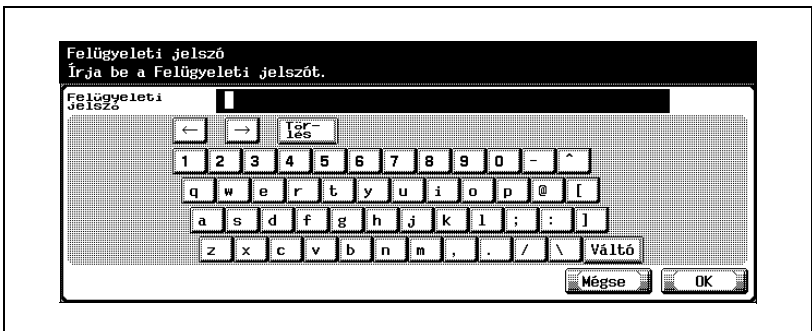 Felügyeleti jelszó
Írja be a Felügyeleti jelszót.
Felügyeleti
jelszó
← → Tör-
lés
1 2 3 4 5 6 7 8 9 0 - ^
q w e r t y u i o p @ [
a s d f g h j k l ; : ]
z x c v b n m , . / \ Váltó
Mégse OK